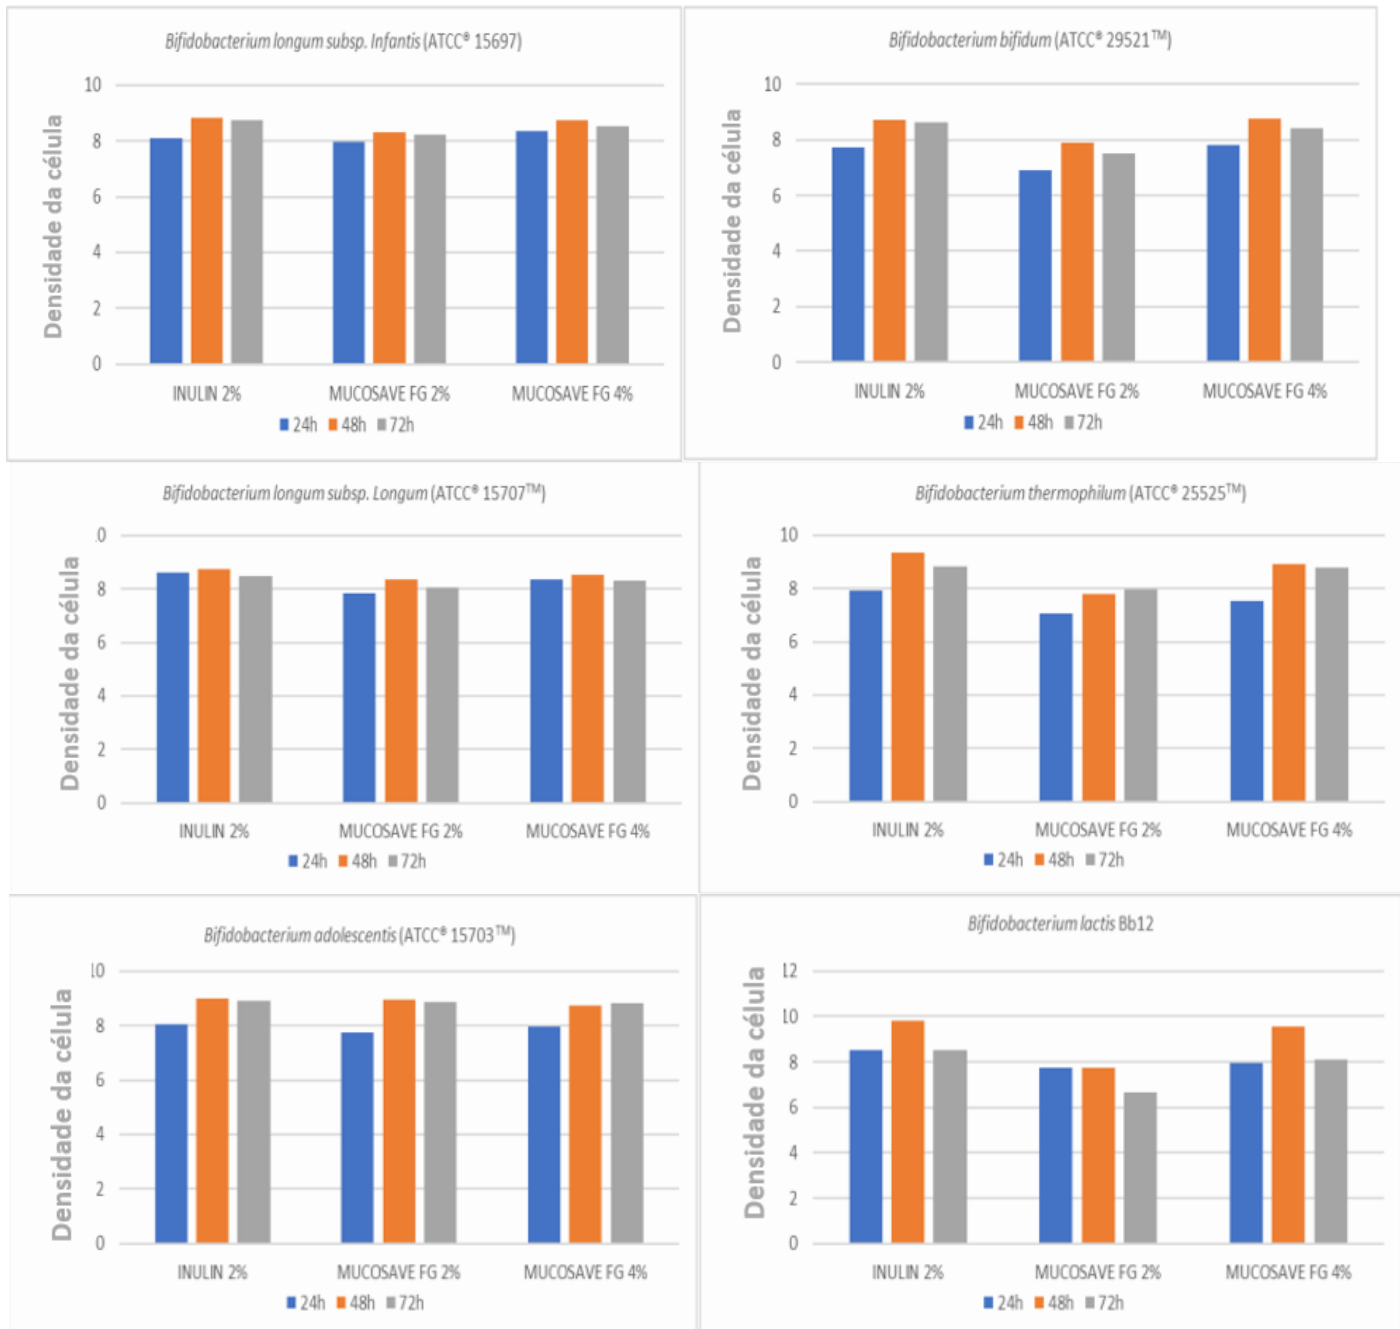 Bifidobacterium longum subsp. Infantis (ATCC® 15697)
Densidade da célula
10
8
6
4
2
0
INULIN 2% MUCOSAVE FG 2% MUCOSAVE FG 4%
24h 48h 72h
Bifidobacterium bifidum (ATCC® 29521™)
Densidade da célula
10
8
6
4
2
0
INULIN 2% MUCOSAVE FG 2% MUCOSAVE FG 4%
24h 48h 72h
Bifidobacterium longum subsp. Longum (ATCC® 15707™)
Densidade da célula
.0
8
6
4
2
0
INULIN 2% MUCOSAVE FG 2% MUCOSAVE FG 4%
24h 48h 72h
Bifidobacterium thermophilum (ATCC® 25525™)
Densidade da célula
10
8
6
4
2
0
INULIN 2% MUCOSAVE FG 2% MUCOSAVE FG 4%
24h 48h 72h
Bifidobacterium adolescentis (ATCC® 15703™)
Densidade da célula
10
8
6
4
2
0
INULIN 2% MUCOSAVE FG 2% MUCOSAVE FG 4%
24h 48h 72h
Bifidobacterium lactis Bb12
Densidade da célula
12
10
8
6
4
2
0
INULIN 2% MUCOSAVE FG 2% MUCOSAVE FG 4%
24h 48h 72h